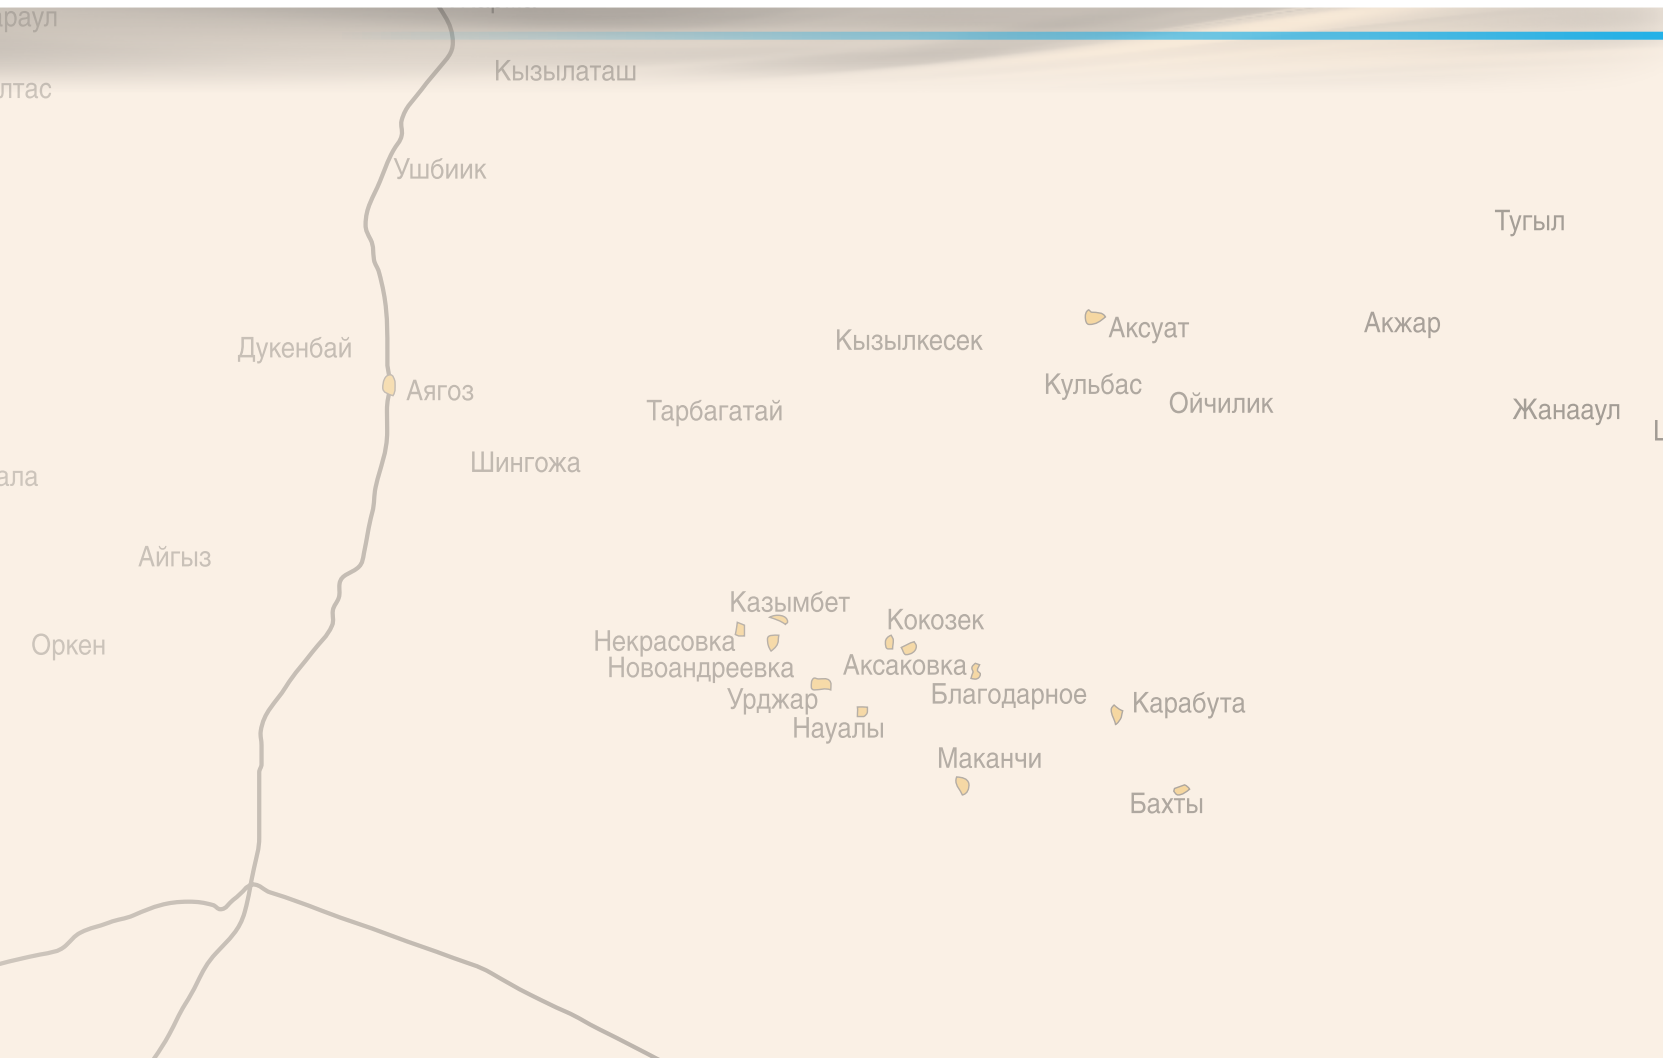 Кызылаташ
Ушбиик
Тугыл
Аксуат
Акжар
Кызылкесек
Дукенбай
Аягоз
Кульбас
Ойчилик
Тарбагатай
Жанааул
Шингожа
Айгыз
Казымбет
Кокозек
Некрасовка
Оркен
Новоандреевка
Аксаковка
Благодарное
Урджар
Карабута
Науалы
Маканчи
Бахты